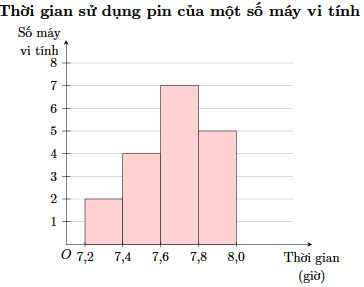 Thời gian sử dụng pin của một số máy vi tính
Số máy
vi tính
8
7
6
5
4
3
2
1
O 7,2 7,4 7,6 7,8 8,0 Thời gian
(giờ)